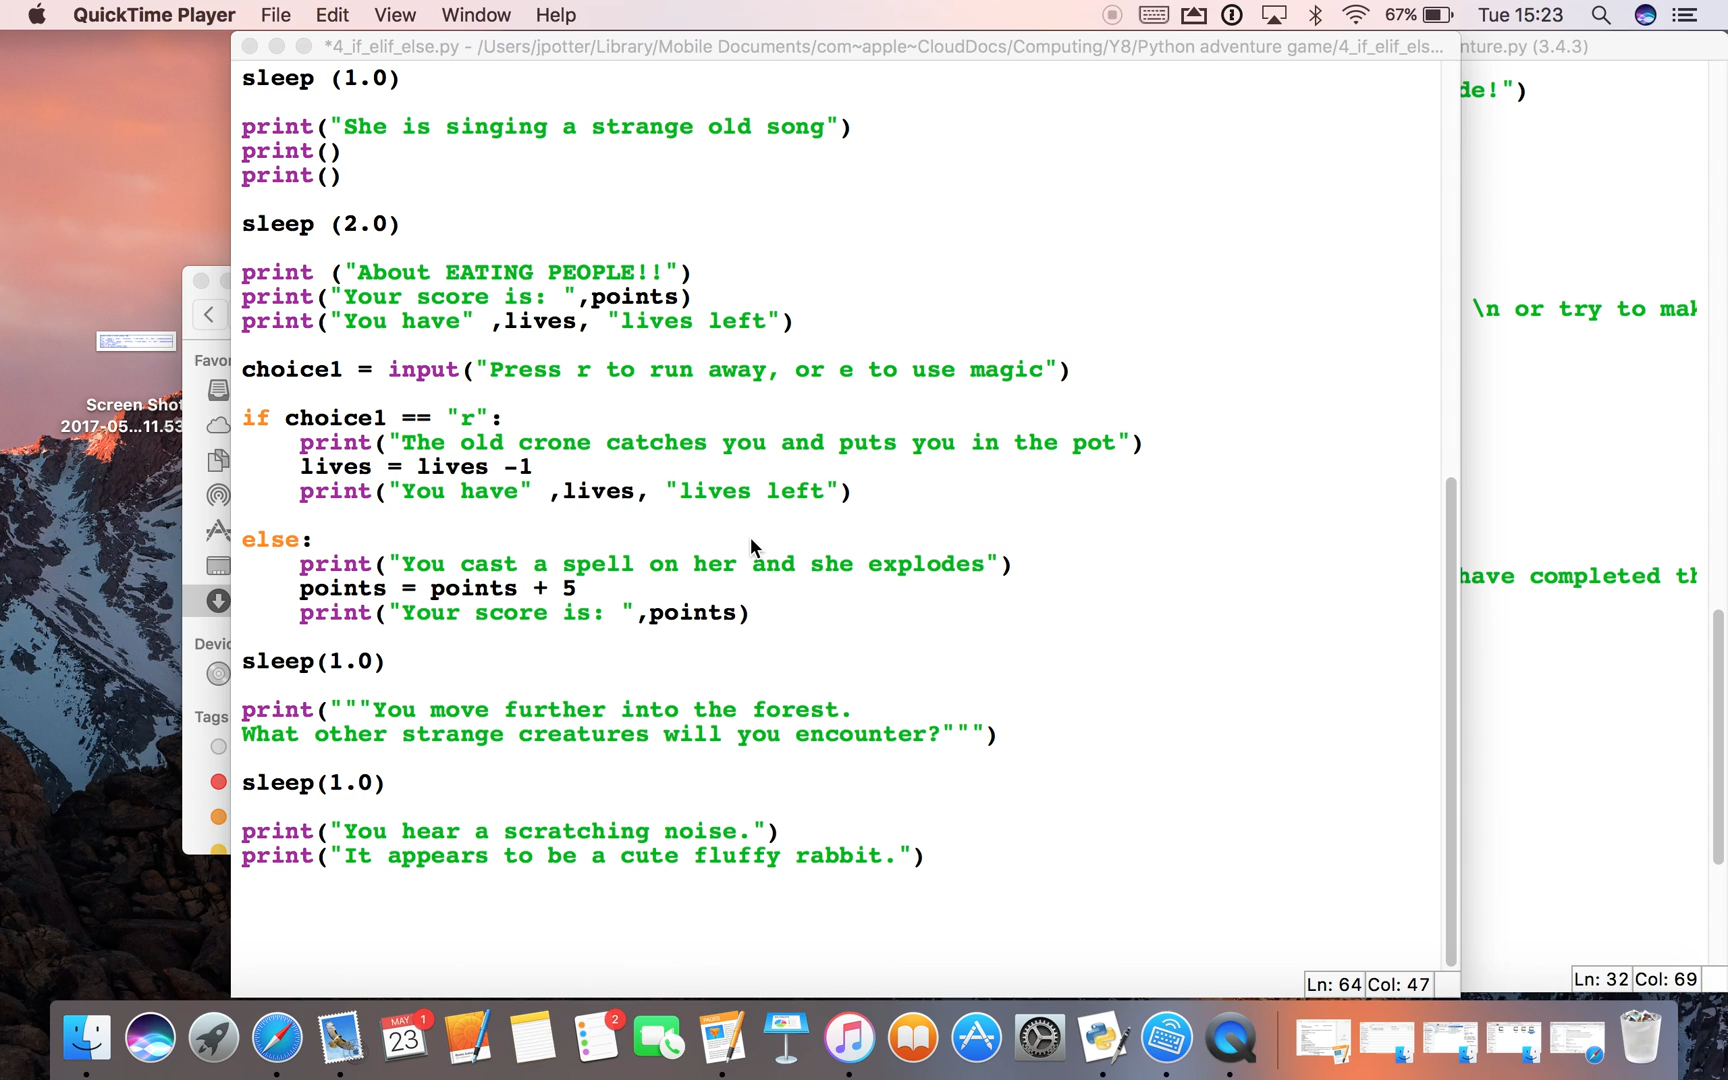 QuickTime Player File Edit View Window Help 67% Tue 15:23
*4_if_elif_else.py - /Users/jpotter/Library/Mobile Documents/com~apple~CloudDocs/Computing/Y8/Python adventure game/4_if_elif_els... nture.py (3.4.3)
sleep (1.0)
de!")
print("She is singing a strange old song")
print()
print()
sleep (2.0)
print ("About EATING PEOPLE!!")
print("Your score is: ",points)
\n or try to mak
print("You have" ,lives, "lives left")
Favor
choice1 = input("Press r to run away, or e to use magic")
Screen Shot
2017-05...11.53
if choice1 == "r":
print("The old crone catches you and puts you in the pot")
lives = lives -1
print("You have" ,lives, "lives left")
else:
print("You cast a spell on her and she explodes")
have completed th
points = points + 5
print("Your score is: ",points)
Devic
sleep(1.0)
Tags
print("""You move further into the forest.
What other strange creatures will you encounter?""")
sleep(1.0)
print("You hear a scratching noise.")
print("It appears to be a cute fluffy rabbit.")
Ln: 64 Col: 47
Ln: 32 Col: 69
MAY 1
23
2